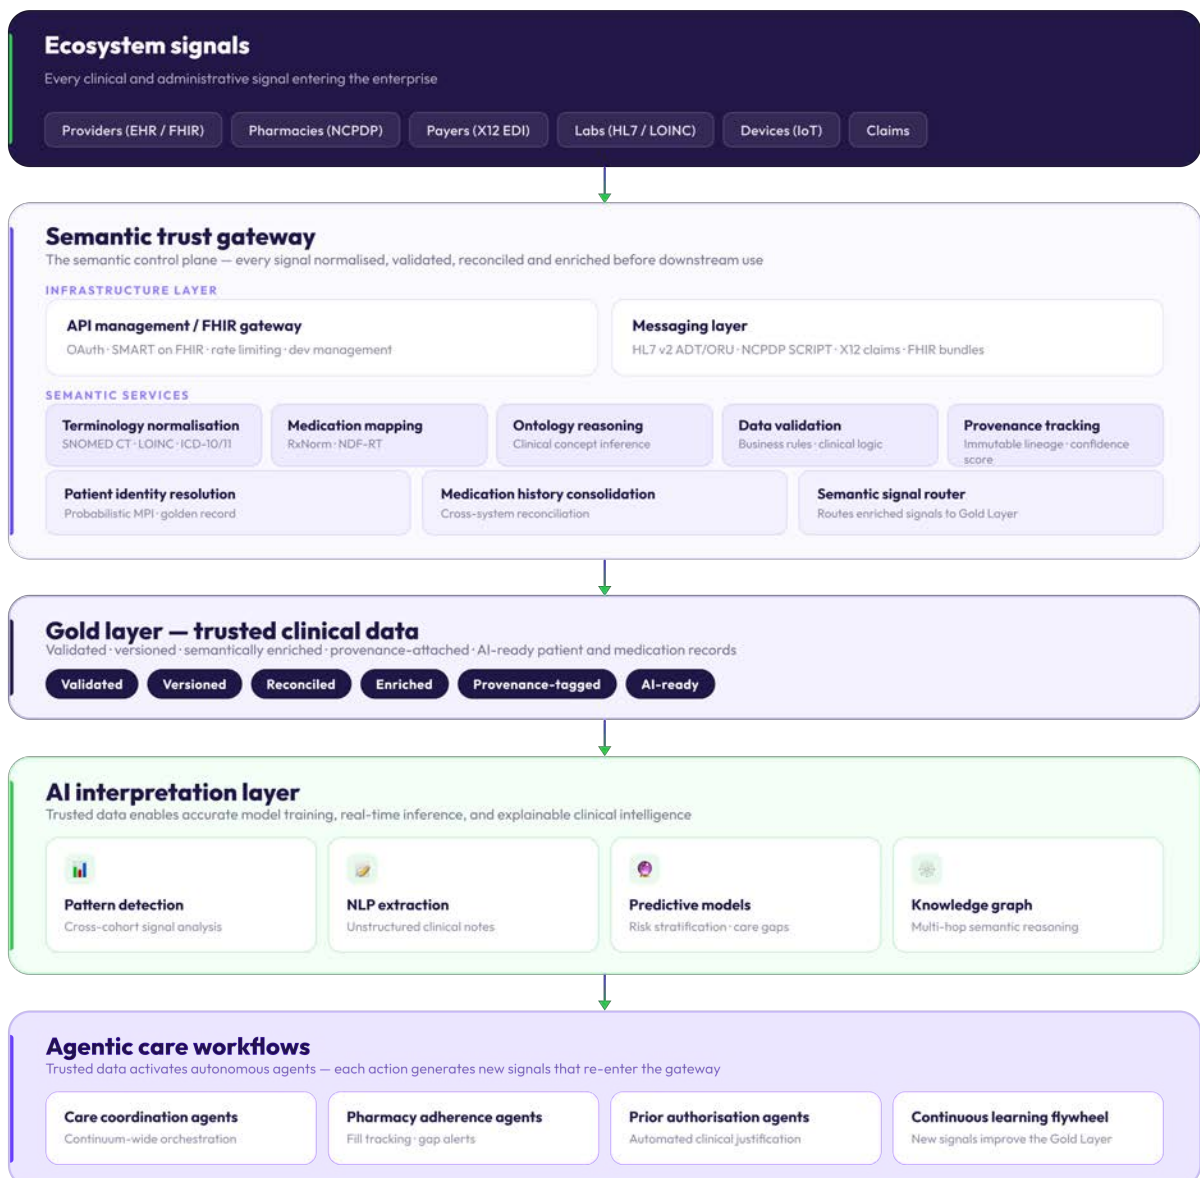 Ecosystem signals
Every clinical and administrative signal entering the enterprise
Providers (EHR / FHIR)
Pharmacies (NCPDP)
Payers (X12 EDI)
Labs (HL7 / LOINC)
Devices (IoT)
Claims
Semantic trust gateway
The semantic control plane — every signal normalised, validated, reconciled and enriched before downstream use
INFRASTRUCTURE LAYER
API management / FHIR gateway
OAuth · SMART on FHIR · rate limiting · dev management
Messaging layer
HL7 v2 ADT/ORU · NCPDP SCRIPT · X12 claims · FHIR bundles
SEMANTIC SERVICES
Terminology normalisation
SNOMED CT · LOINC · ICD-10/11
Medication mapping
RxNorm · NDF-RT
Ontology reasoning
Clinical concept inference
Data validation
Business rules · clinical logic
Provenance tracking
Immutable lineage · confidence
score
Patient identity resolution
Probabilistic MPI · golden record
Medication history consolidation
Cross-system reconciliation
Semantic signal router
Routes enriched signals to Gold Layer
Gold layer — trusted clinical data
Validated · versioned · semantically enriched · provenance-attached · AI-ready patient and medication records
Validated
Versioned
Reconciled
Enriched
Provenance-tagged
AI-ready
AI interpretation layer
Trusted data enables accurate model training, real-time inference, and explainable clinical intelligence
Pattern detection
Cross-cohort signal analysis
NLP extraction
Unstructured clinical notes
Predictive models
Risk stratification · care gaps
Knowledge graph
Multi-hop semantic reasoning
Agentic care workflows
Trusted data activates autonomous agents — each action generates new signals that re-enter the gateway
Care coordination agents
Continuum-wide orchestration
Pharmacy adherence agents
Fill tracking · gap alerts
Prior authorisation agents
Automated clinical justification
Continuous learning flywheel
New signals improve the Gold Layer